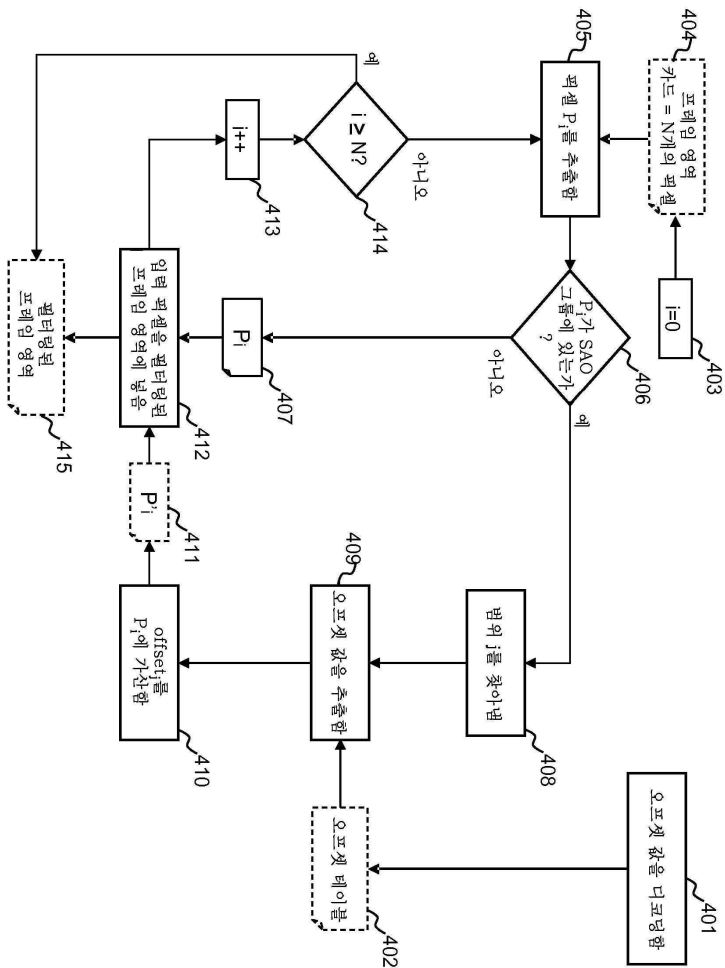 i=0
403
오프셋 값을 디코딩함
401
프레임 영역
카드 = N개의 픽셀
404
Pi가 SAO
그룹에 있는가
?
406
예
아니오
픽셀 Pi를 추출함
405
범위 j를 찾아냄
408
오프셋 테이블
402
i ≥ N?
414
예
아니오
오프셋 값을 추출함
409
i++
413
Pi
407
입력 픽셀을 필터링된
프레임 영역에 넣음
412
P'i
411
offsetj를
Pi에 가산함
410
필터링된
프레임 영역
415